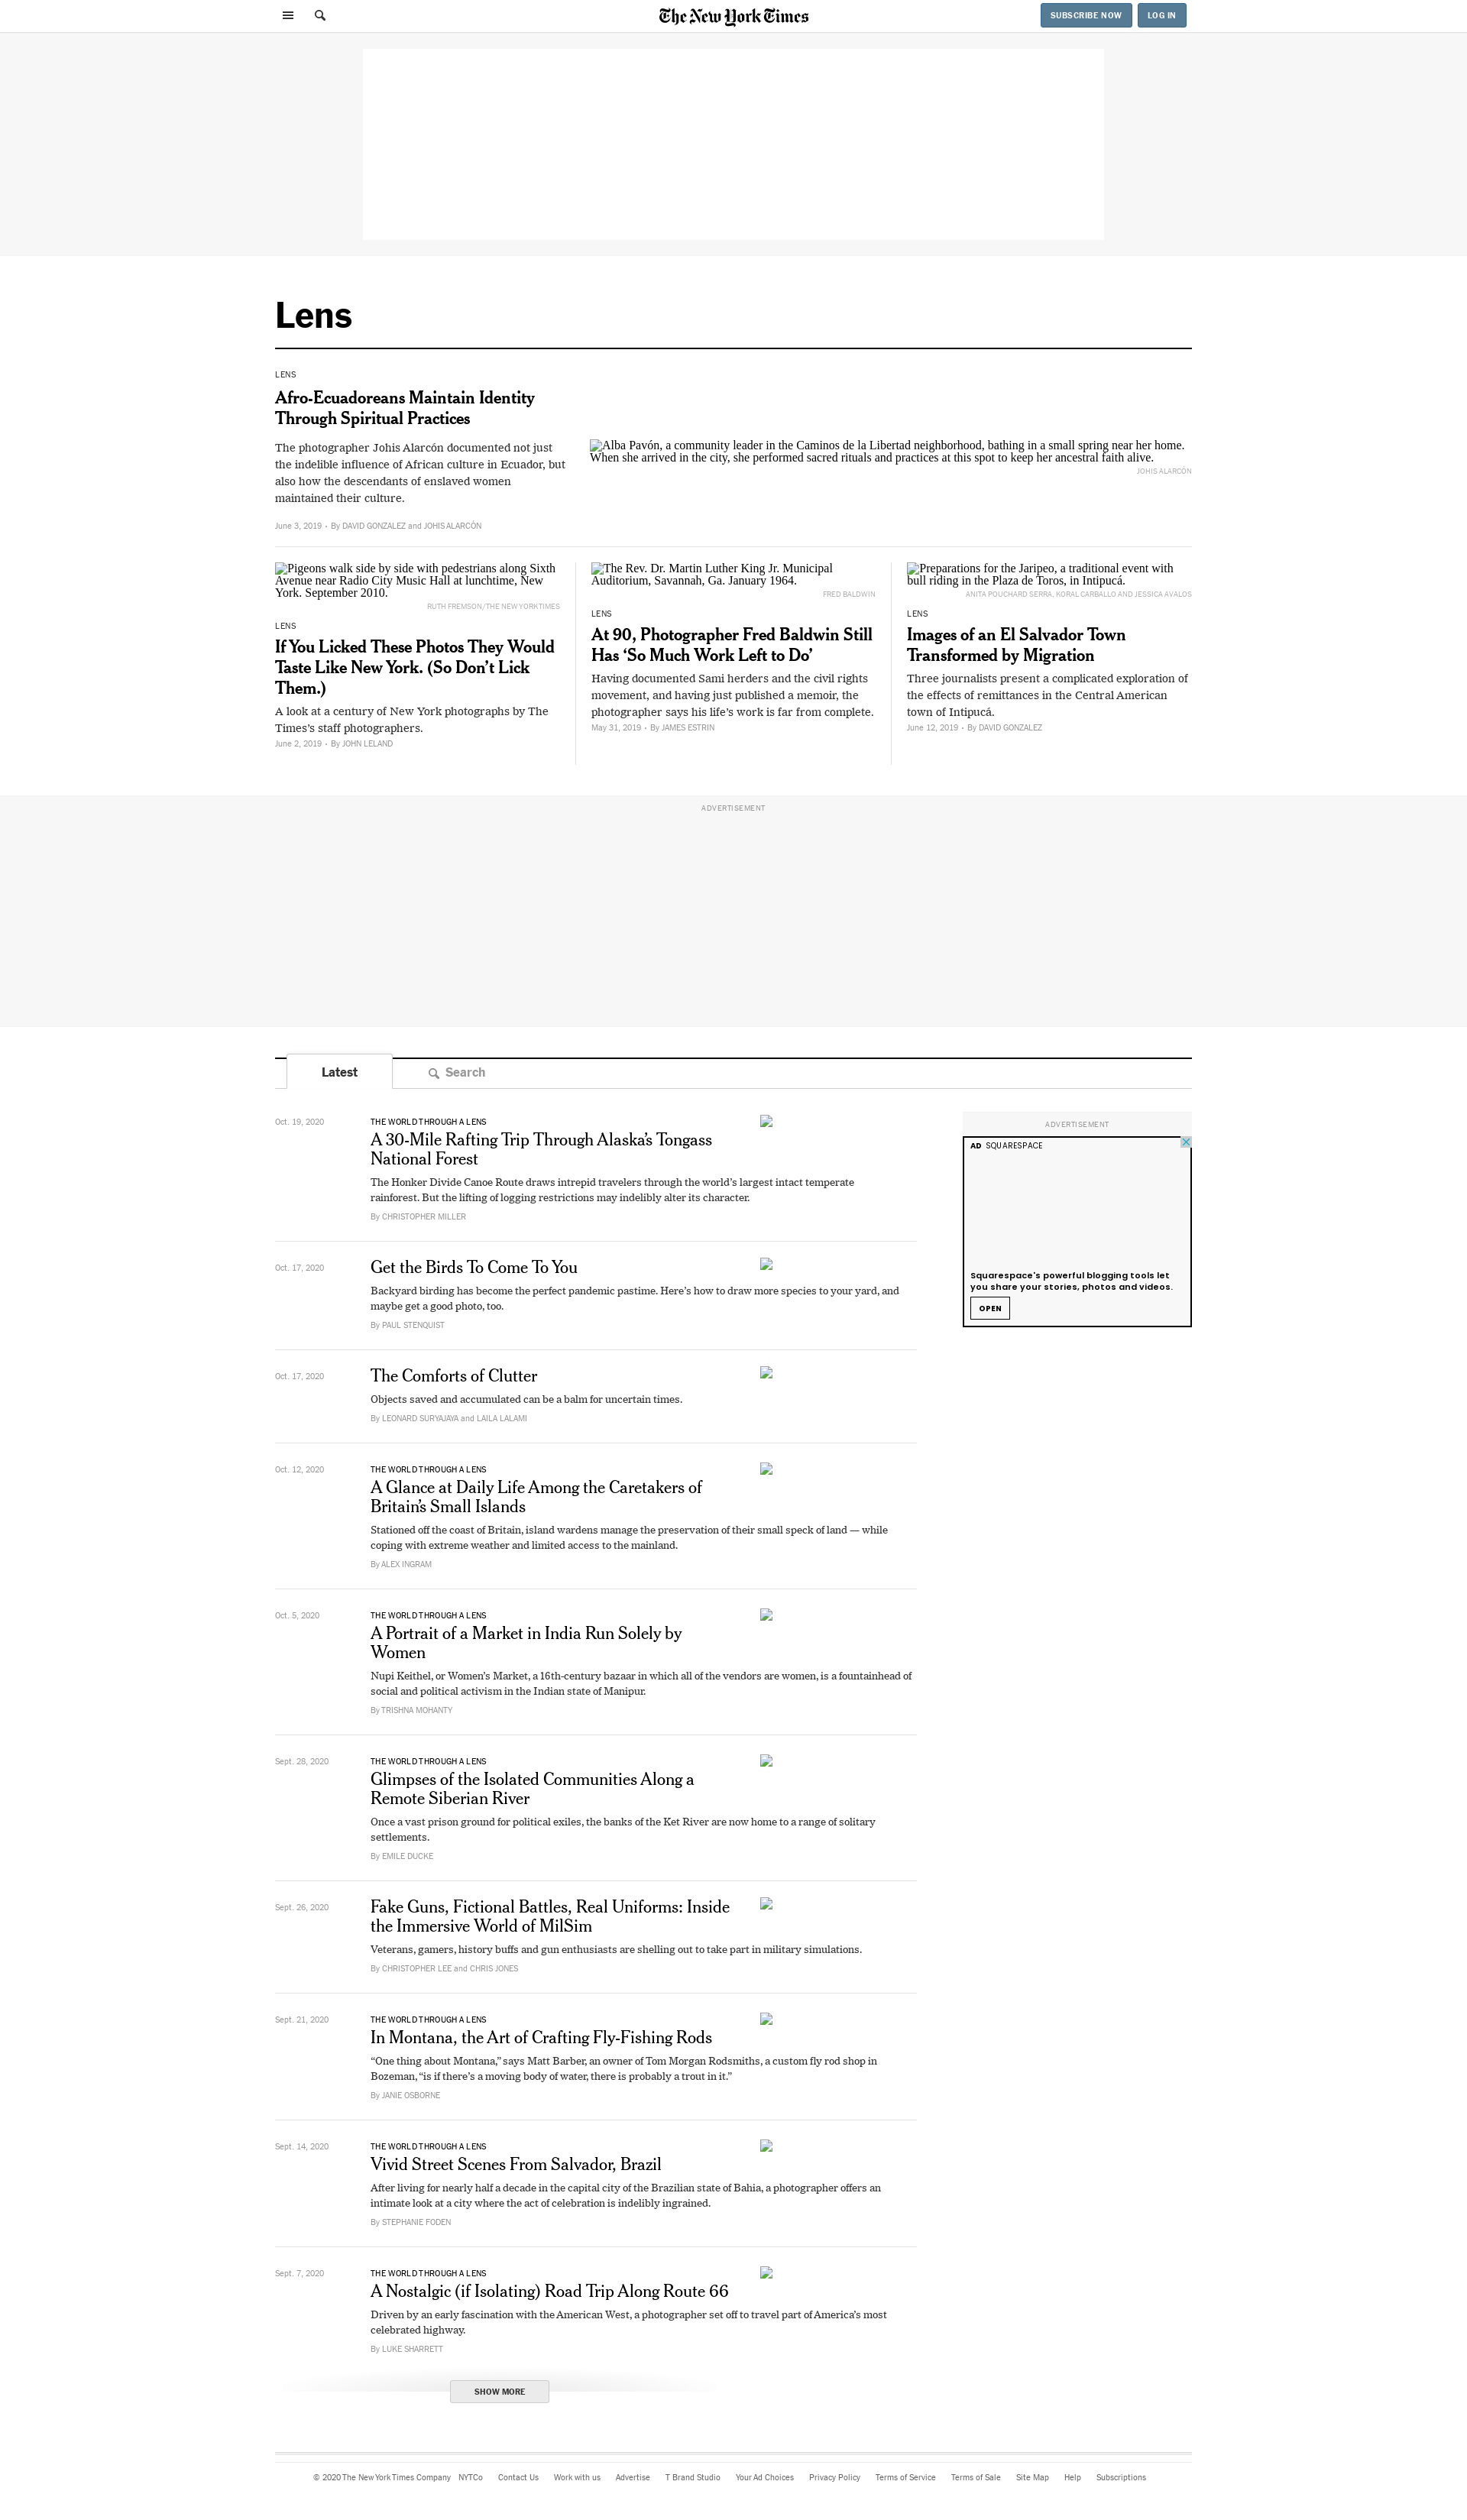 The New York Times
SUBSCRIBE NOW
LOG IN
Lens
LENS
Afro-Ecuadoreans Maintain Identity
Through Spiritual Practices
The photographer Johis Alarcón documented not just
the indelible influence of African culture in Ecuador, but
also how the descendants of enslaved women
maintained their culture.
June 3, 2019 • By DAVID GONZALEZ and JOHIS ALARCÓN
Alba Pavón, a community leader in the Caminos de la Libertad neighborhood, bathing in a small spring near her home.
When she arrived in the city, she performed sacred rituals and practices at this spot to keep her ancestral faith alive.
JOHIS ALARCÓN
Pigeons walk side by side with pedestrians along Sixth
Avenue near Radio City Music Hall at lunchtime, New
York. September 2010.
RUTH FREMSON/THE NEW YORK TIMES
LENS
If You Licked These Photos They Would
Taste Like New York. (So Don’t Lick
Them.)
A look at a century of New York photographs by The
Times’s staff photographers.
June 2, 2019 • By JOHN LELAND
The Rev. Dr. Martin Luther King Jr. Municipal
Auditorium, Savannah, Ga. January 1964.
FRED BALDWIN
LENS
At 90, Photographer Fred Baldwin Still
Has ‘So Much Work Left to Do’
Having documented Sami herders and the civil rights
movement, and having just published a memoir, the
photographer says his life’s work is far from complete.
May 31, 2019 • By JAMES ESTRIN
Preparations for the Jaripeo, a traditional event with
bull riding in the Plaza de Toros, in Intipucá.
ANITA POUCHARD SERRA, KORAL CARBALLO AND JESSICA AVALOS
LENS
Images of an El Salvador Town
Transformed by Migration
Three journalists present a complicated exploration of
the effects of remittances in the Central American
town of Intipucá.
June 12, 2019 • By DAVID GONZALEZ
ADVERTISEMENT
Latest
Search
Oct. 19, 2020
THE WORLD THROUGH A LENS
A 30-Mile Rafting Trip Through Alaska’s Tongass
National Forest
The Honker Divide Canoe Route draws intrepid travelers through the world’s largest intact temperate
rainforest. But the lifting of logging restrictions may indelibly alter its character.
By CHRISTOPHER MILLER
ADVERTISEMENT
AD SQUARESPACE
Squarespace's powerful blogging tools let
you share your stories, photos and videos.
OPEN
Oct. 17, 2020
Get the Birds To Come To You
Backyard birding has become the perfect pandemic pastime. Here’s how to draw more species to your yard, and
maybe get a good photo, too.
By PAUL STENQUIST
Oct. 17, 2020
The Comforts of Clutter
Objects saved and accumulated can be a balm for uncertain times.
By LEONARD SURYAJAYA and LAILA LALAMI
Oct. 12, 2020
THE WORLD THROUGH A LENS
A Glance at Daily Life Among the Caretakers of
Britain’s Small Islands
Stationed off the coast of Britain, island wardens manage the preservation of their small speck of land — while
coping with extreme weather and limited access to the mainland.
By ALEX INGRAM
Oct. 5, 2020
THE WORLD THROUGH A LENS
A Portrait of a Market in India Run Solely by
Women
Nupi Keithel, or Women’s Market, a 16th-century bazaar in which all of the vendors are women, is a fountainhead of
social and political activism in the Indian state of Manipur.
By TRISHNA MOHANTY
Sept. 28, 2020
THE WORLD THROUGH A LENS
Glimpses of the Isolated Communities Along a
Remote Siberian River
Once a vast prison ground for political exiles, the banks of the Ket River are now home to a range of solitary
settlements.
By EMILE DUCKE
Sept. 26, 2020
Fake Guns, Fictional Battles, Real Uniforms: Inside
the Immersive World of MilSim
Veterans, gamers, history buffs and gun enthusiasts are shelling out to take part in military simulations.
By CHRISTOPHER LEE and CHRIS JONES
Sept. 21, 2020
THE WORLD THROUGH A LENS
In Montana, the Art of Crafting Fly-Fishing Rods
“One thing about Montana,” says Matt Barber, an owner of Tom Morgan Rodsmiths, a custom fly rod shop in
Bozeman, “is if there’s a moving body of water, there is probably a trout in it.”
By JANIE OSBORNE
Sept. 14, 2020
THE WORLD THROUGH A LENS
Vivid Street Scenes From Salvador, Brazil
After living for nearly half a decade in the capital city of the Brazilian state of Bahia, a photographer offers an
intimate look at a city where the act of celebration is indelibly ingrained.
By STEPHANIE FODEN
Sept. 7, 2020
THE WORLD THROUGH A LENS
A Nostalgic (if Isolating) Road Trip Along Route 66
Driven by an early fascination with the American West, a photographer set off to travel part of America’s most
celebrated highway.
By LUKE SHARRETT
SHOW MORE
© 2020 The New York Times Company NYTCo Contact Us Work with us Advertise T Brand Studio Your Ad Choices Privacy Policy Terms of Service Terms of Sale Site Map Help Subscriptions